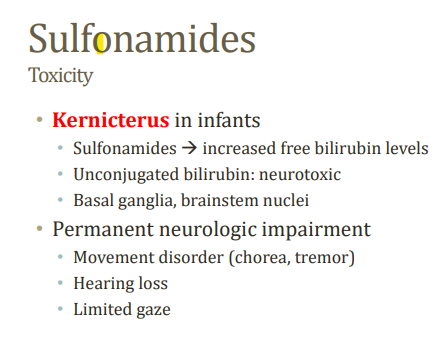 Sulfonamides
Toxicity
• Kernicterus in infants
• Sulfonamides → increased free bilirubin levels
• Unconjugated bilirubin: neurotoxic
• Basal ganglia, brainstem nuclei
• Permanent neurologic impairment
• Movement disorder (chorea, tremor)
• Hearing loss
• Limited gaze